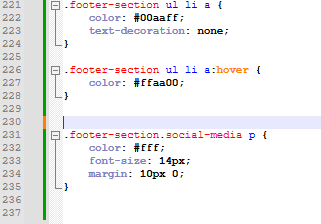 221 .footer-section ul li a {
222 color: #00aaff;
223 text-decoration: none;
224 }
225
226 .footer-section ul li a:hover {
227 color: #ffaa00;
228 }
229
230
231 .footer-section.social-media p {
232 color: #fff;
233 font-size: 14px;
234 margin: 10px 0;
235 }
236
237